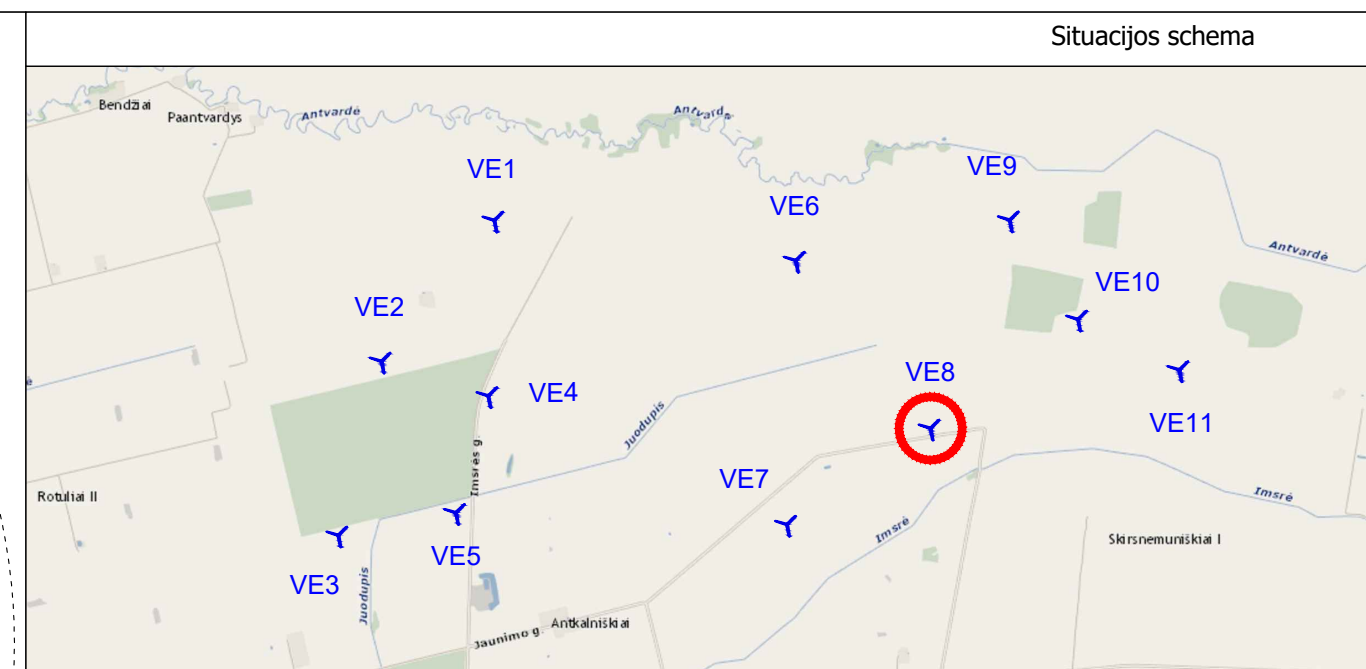 Situacijos schema
Bendžiai
Paantvardys
Antvardė
Antvardė
VE1
VE9
VE6
Antvardė
VE10
VE2
VE8
VE4
Juodupis
VE11
Imsrės g.
VE7
Rotuliai II
Imsrė
Imsrė
Skirsnemuniškiai I
VE5
VE3
Juodupis
Antkalniškiai
Jaunimo g.